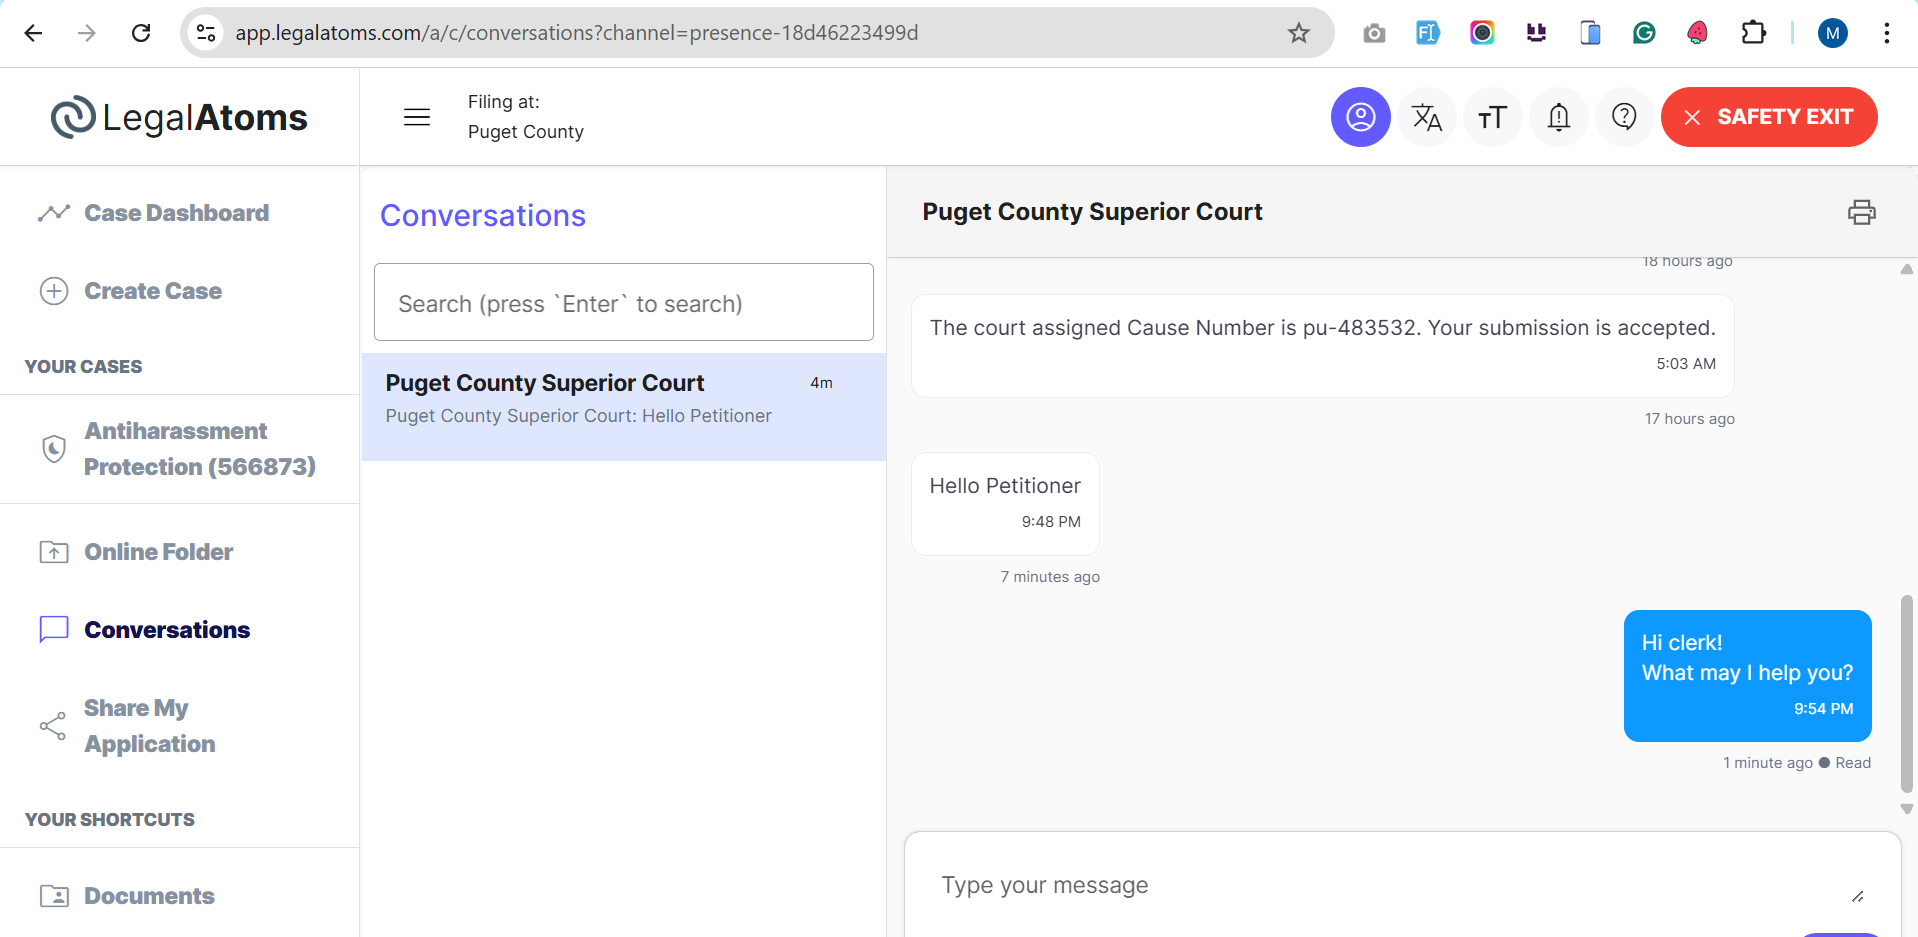 app.legalatoms.com/a/c/conversations?channel=presence-18d46223499d
M
LegalAtoms
Filing at:
Puget County
SAFETY EXIT
Case Dashboard
Create Case
YOUR CASES
Antiharassment
Protection (566873)
Online Folder
Conversations
Share My
Application
YOUR SHORTCUTS
Documents
Conversations
Search (press `Enter` to search)
Puget County Superior Court
4m
Puget County Superior Court: Hello Petitioner
Puget County Superior Court
18 hours ago
The court assigned Cause Number is pu-483532. Your submission is accepted.
5:03 AM
17 hours ago
Hello Petitioner
9:48 PM
7 minutes ago
Hi clerk!
What may I help you?
9:54 PM
1 minute ago ● Read
Type your message